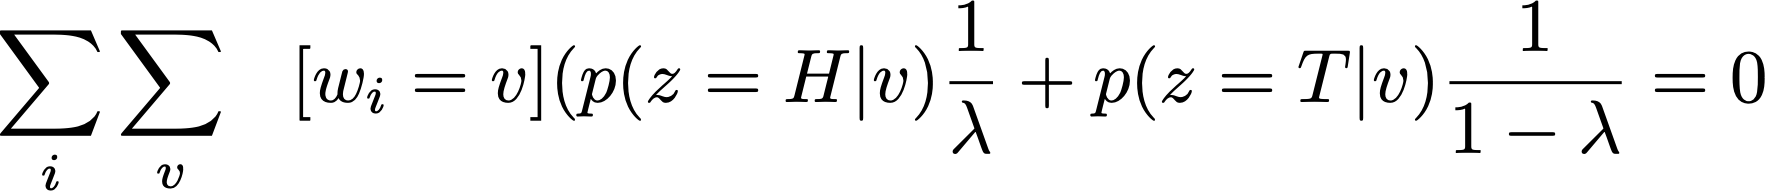 ∑_i ∑_v [w_i = v](p(z = H|v) 1/λ + p(z = T|v) 1/(1 − λ) = 0